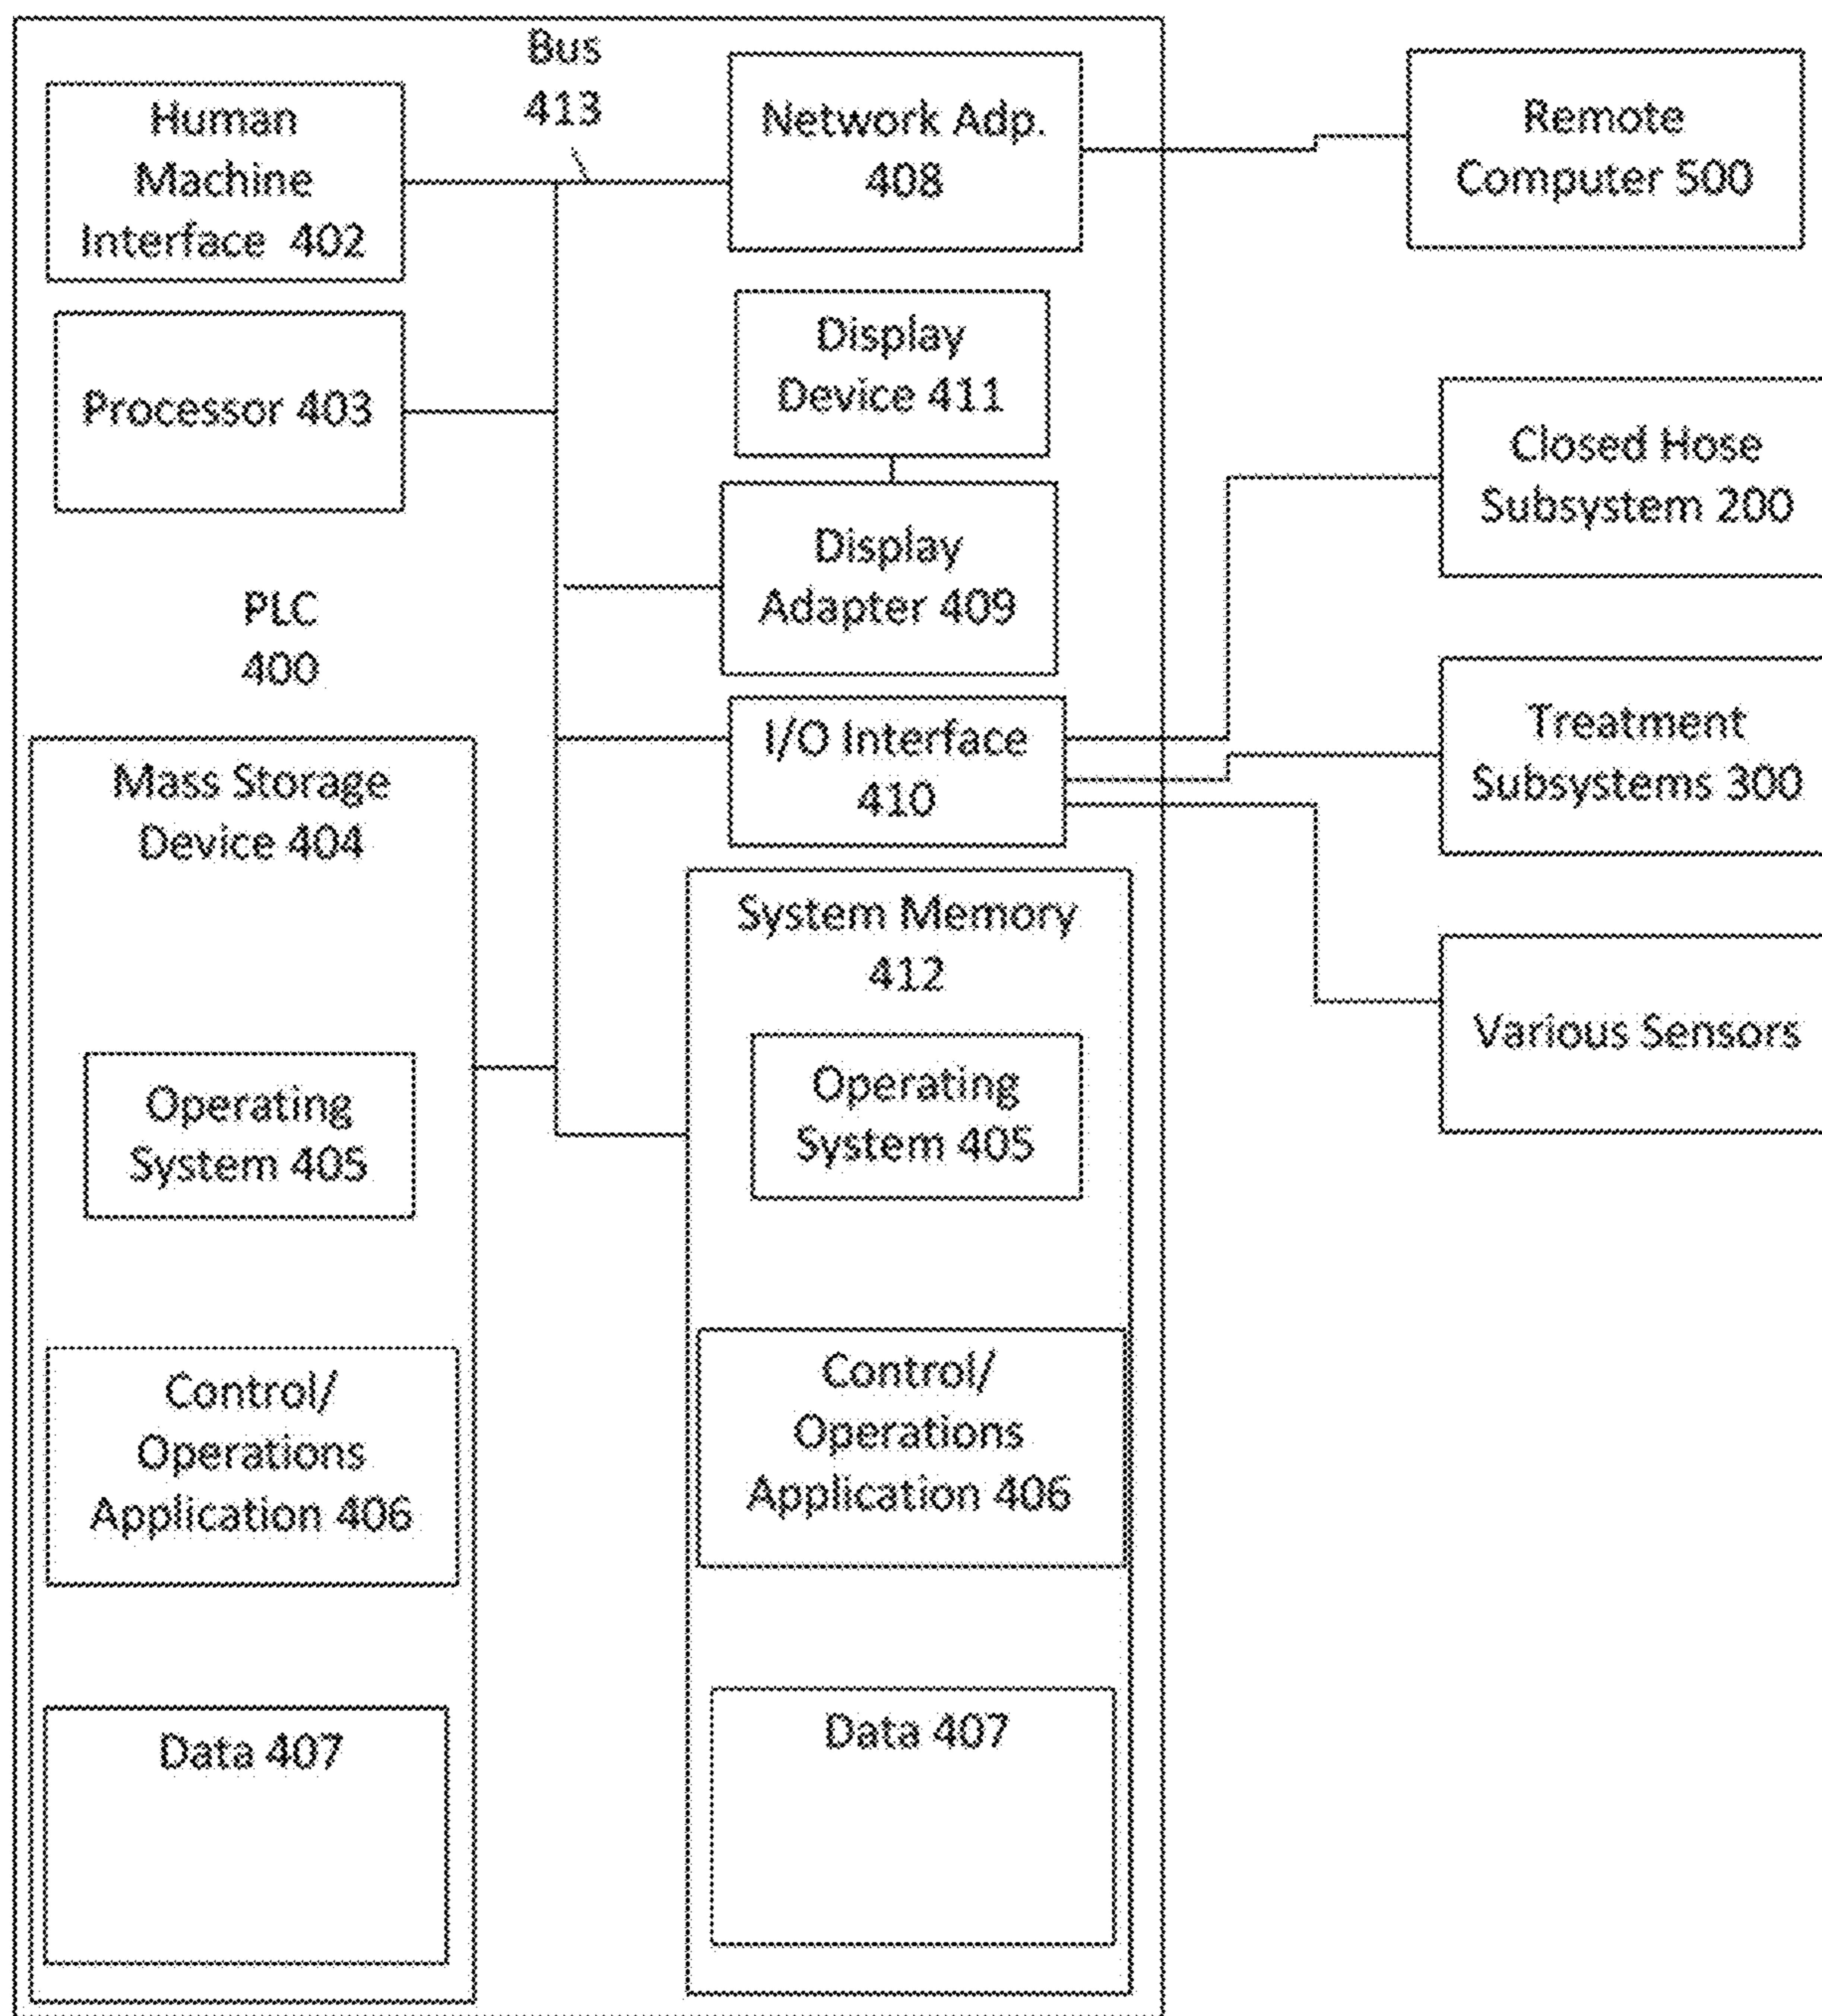 Bus
413
Human
Machine
Interface 402
Network Adp.
408
Remote
Computer 500
Processor 403
Display
Device 411
Closed Hose
Subsystem 200
Display
Adapter 409
PLC
400
I/O Interface
410
Treatment
Subsystems 300
Mass Storage
Device 404
System Memory
412
Various Sensors
Operating
System 405
Operating
System 405
Control/
Operations
Application 406
Control/
Operations
Application 406
Data 407
Data 407